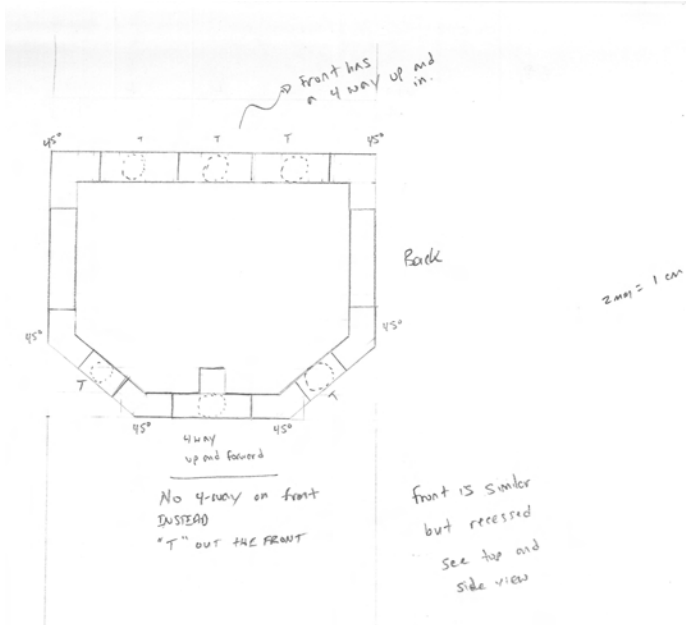 Front has
a 4 way up and
in.
45°
T
T
T
45°
Back
2mm = 1 cm
45°
45°
T
T
45°
45°
4 way
up and forward
No 4-way on front
INSTEAD
"T" OUT THE FRONT
front is similer
but recessed
see top and
side view